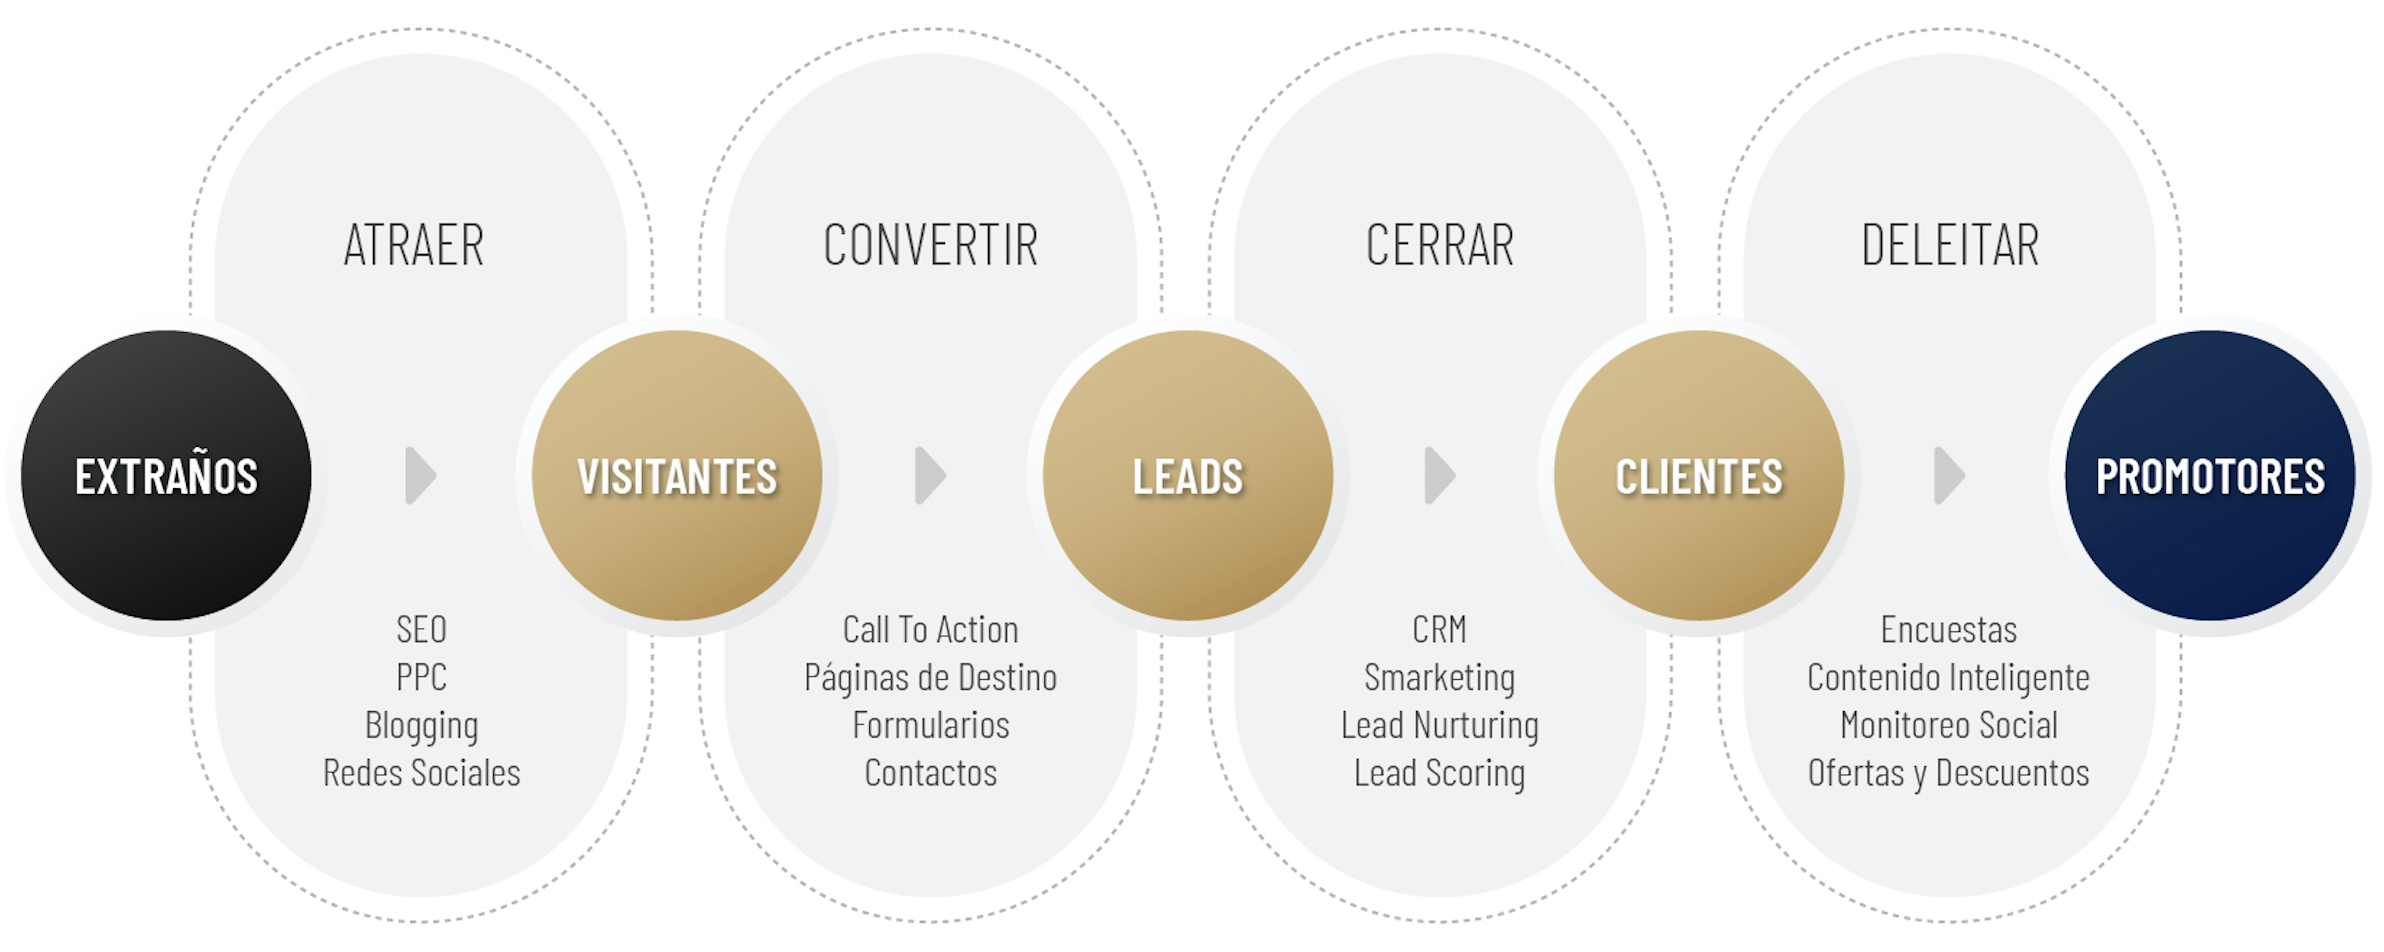 ATRAER
CONVERTIR
CERRAR
DELEITAR
EXTRAÑOS
VISITANTES
LEADS
CLIENTES
PROMOTORES
SEO
PPC
Blogging
Redes Sociales
Call To Action
Páginas de Destino
Formularios
Contactos
CRM
Smarketing
Lead Nurturing
Lead Scoring
Encuestas
Contenido Inteligente
Monitoreo Social
Ofertas y Descuentos